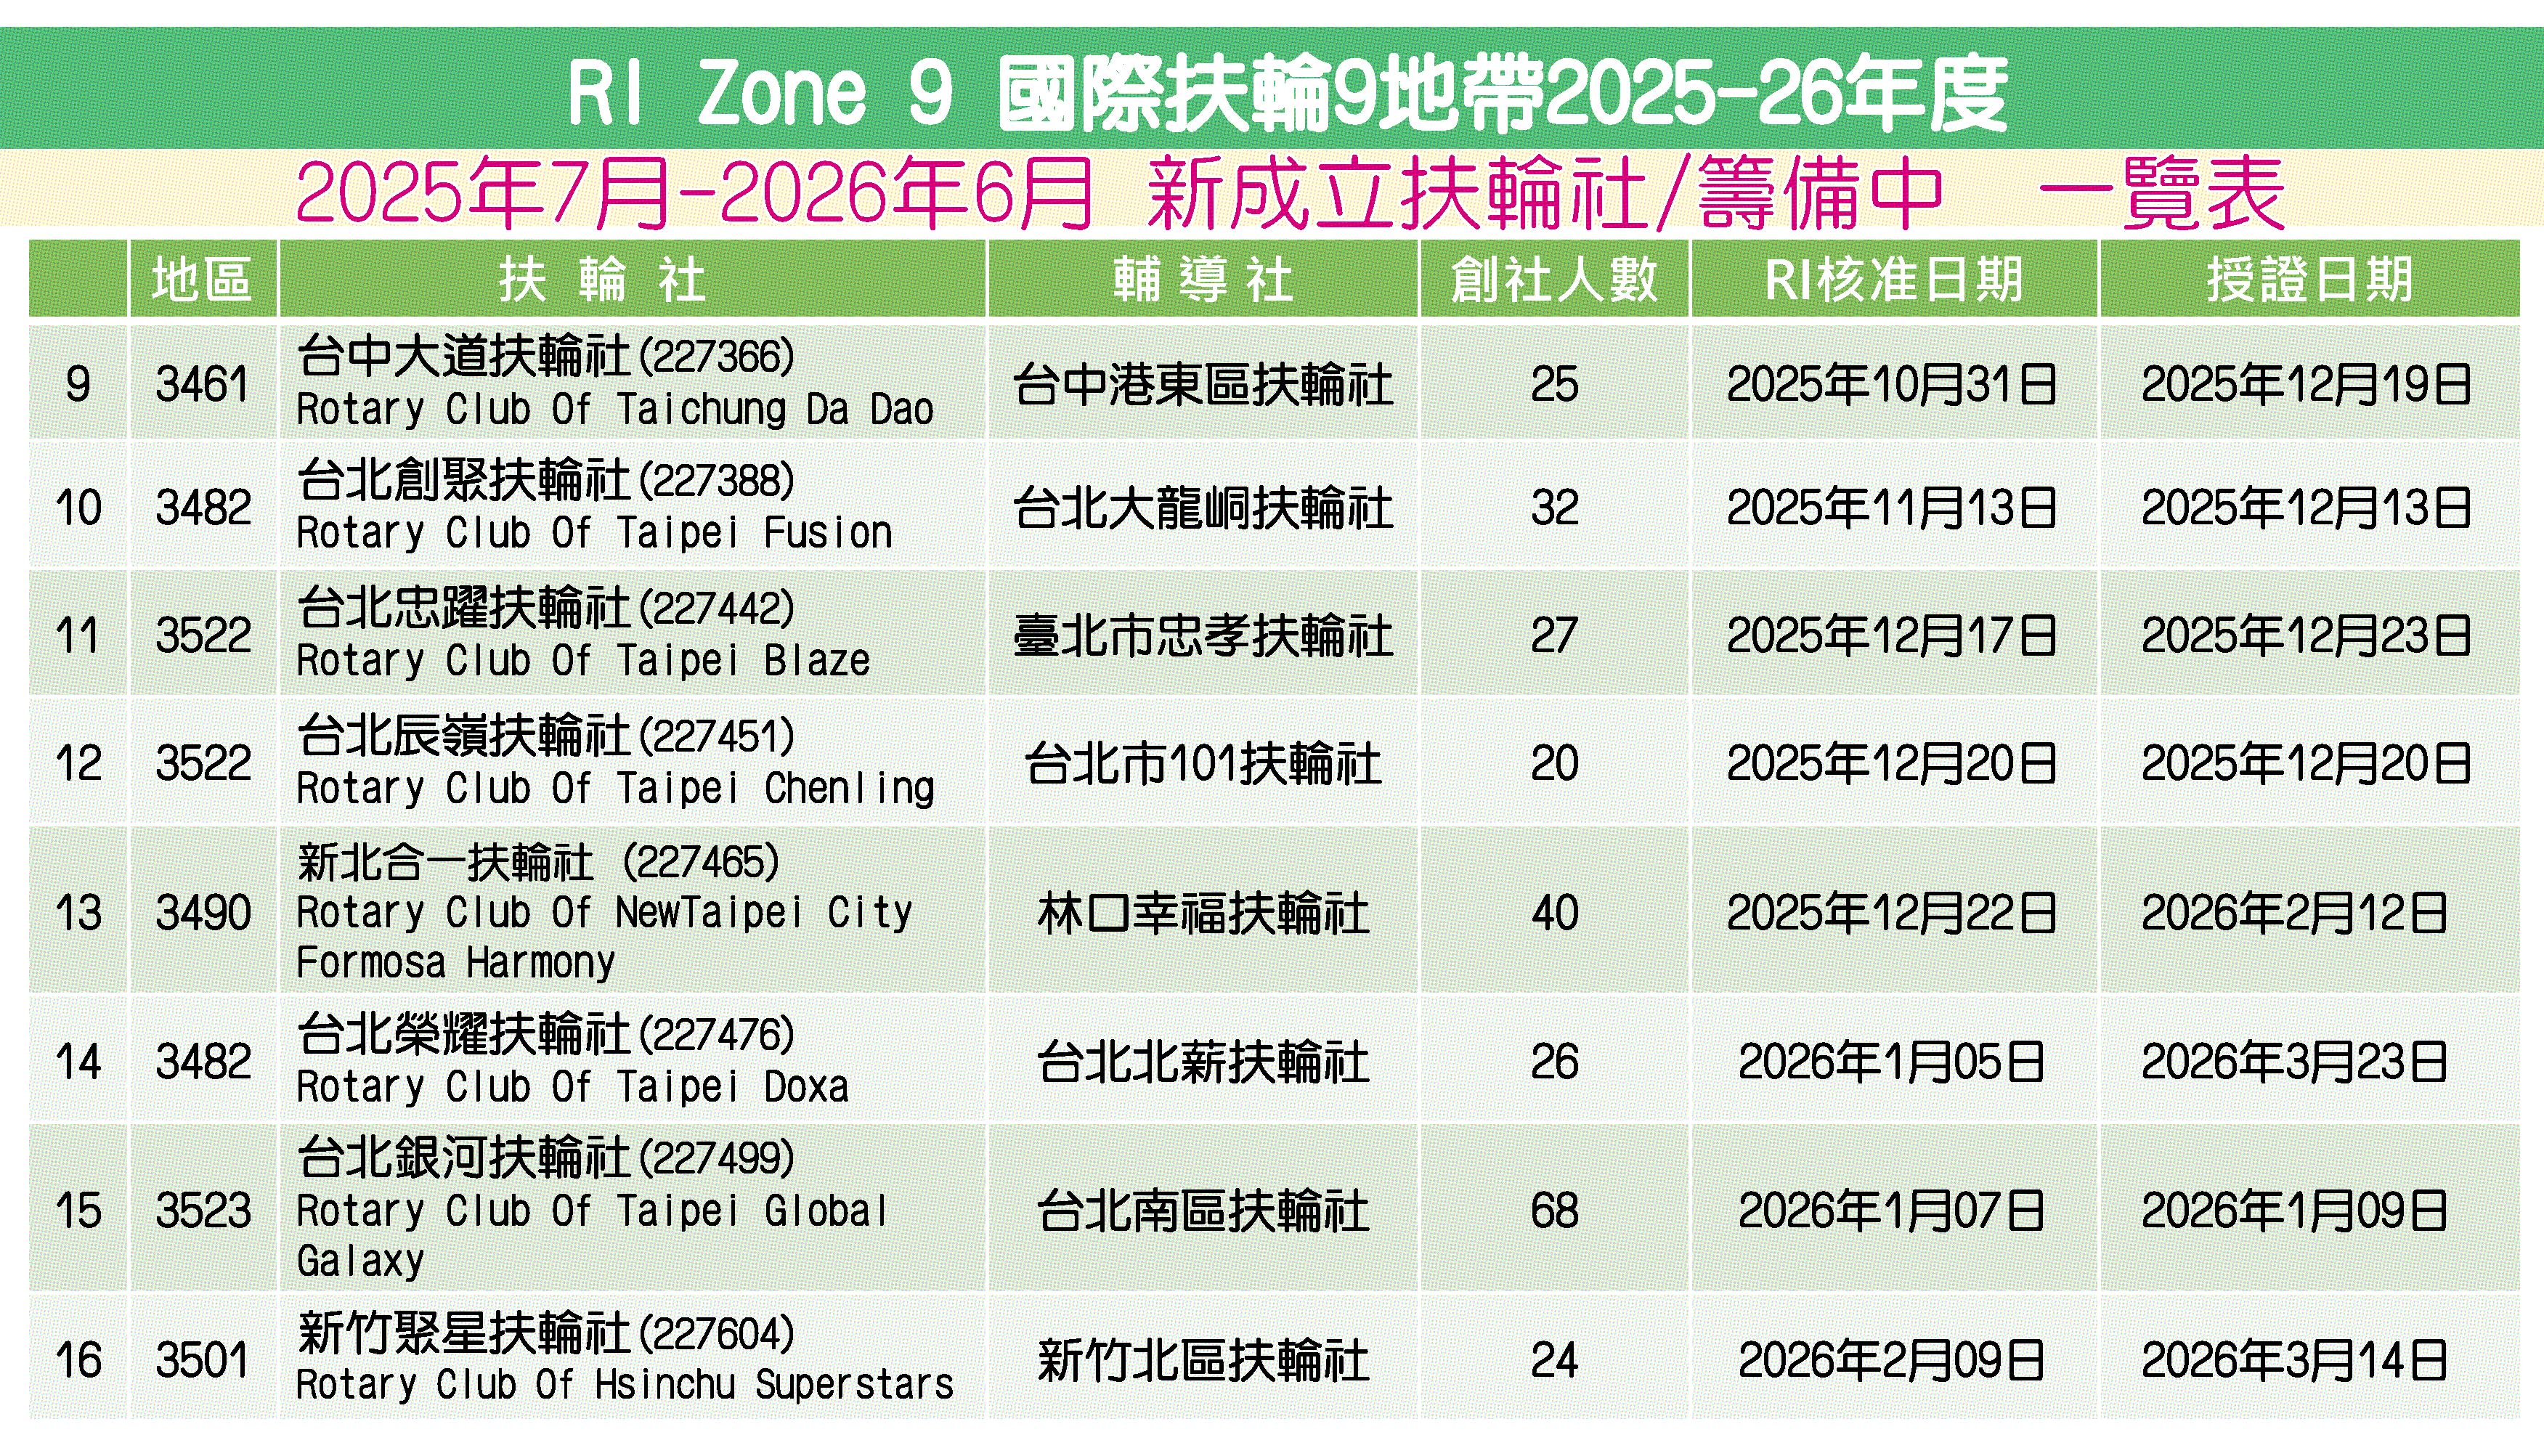 RI Zone 9 國際扶輪9地帶2025-26年度
2025年7月-2026年6月 新成立扶輪社/籌備中 一覽表
地區 扶輪社 輔導社 創社人數 RI核准日期 授證日期
9 3461 台中大道扶輪社(227366)
Rotary Club Of Taichung Da Dao 台中港東區扶輪社 25 2025年10月31日 2025年12月19日
10 3482 台北創聚扶輪社(227388)
Rotary Club Of Taipei Fusion 台北大龍峒扶輪社 32 2025年11月13日 2025年12月13日
11 3522 台北忠躍扶輪社(227442)
Rotary Club Of Taipei Blaze 臺北市忠孝扶輪社 27 2025年12月17日 2025年12月23日
12 3522 台北辰嶺扶輪社(227451)
Rotary Club Of Taipei Chenling 台北市101扶輪社 20 2025年12月20日 2025年12月20日
13 3490 新北合一扶輪社 (227465)
Rotary Club Of NewTaipei City
Formosa Harmony 林口幸福扶輪社 40 2025年12月22日 2026年2月12日
14 3482 台北榮耀扶輪社(227476)
Rotary Club Of Taipei Doxa 台北北薪扶輪社 26 2026年1月05日 2026年3月23日
15 3523 台北銀河扶輪社(227499)
Rotary Club Of Taipei Global
Galaxy 台北南區扶輪社 68 2026年1月07日 2026年1月09日
16 3501 新竹聚星扶輪社(227604)
Rotary Club Of Hsinchu Superstars 新竹北區扶輪社 24 2026年2月09日 2026年3月14日